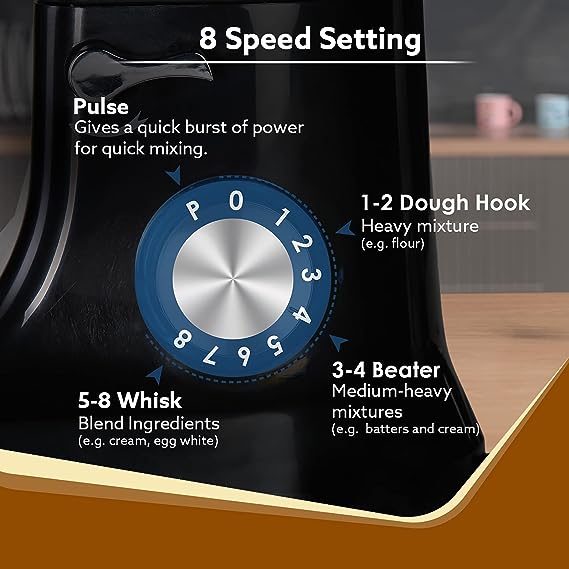 8 Speed Setting
Pulse
Gives a quick burst of power
for quick mixing.
P 0 1 2 3 4 5 6 7 8
1-2 Dough Hook
Heavy mixture
(e.g. flour)
3-4 Beater
Medium-heavy
mixtures
(e.g. batters and cream)
5-8 Whisk
Blend Ingredients
(e.g. cream, egg white)